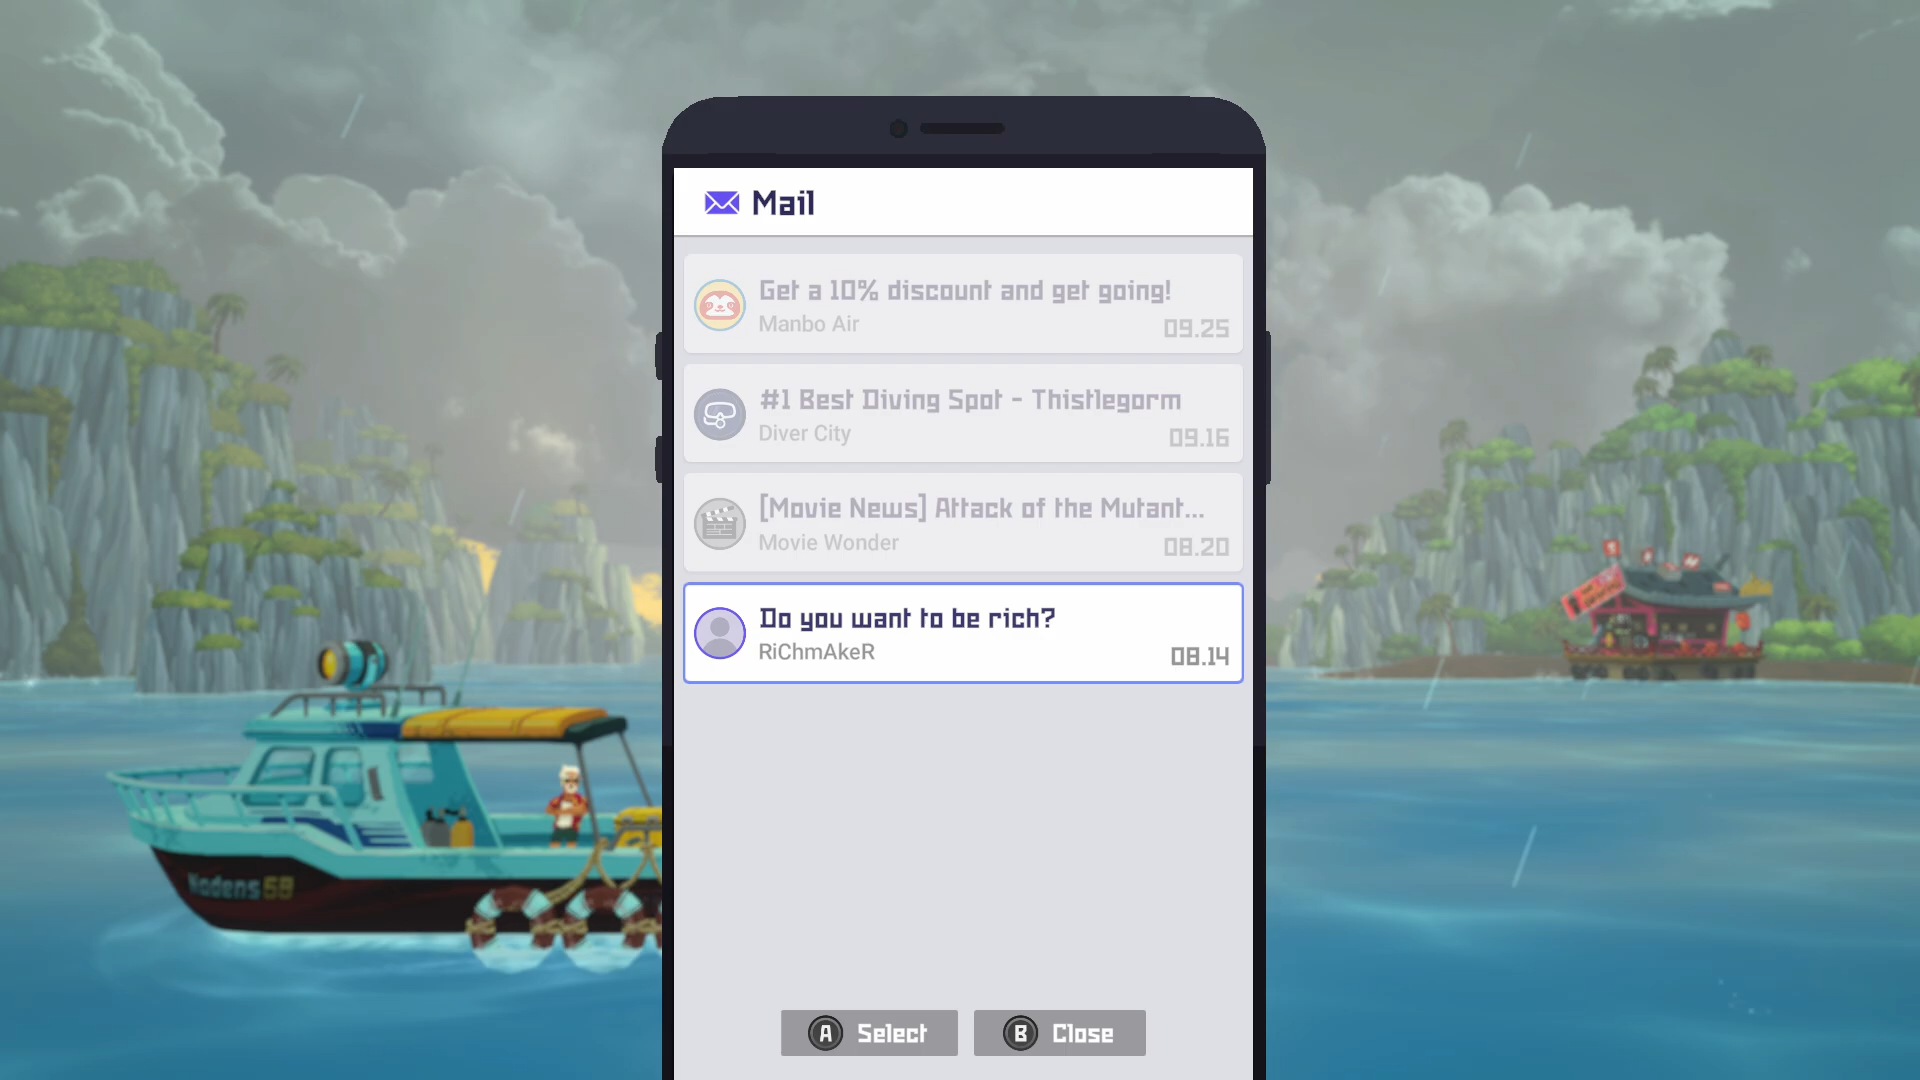 Mail
Get a 10% discount and get going!
Manbo Air
09.25
#1 Best Diving Spot - Thistlegorm
Diver City
09.16
[Movie News] Attack of the Mutant...
Movie Wonder
08.20
Do you want to be rich?
RiChmAkeR
08.14
Nadens68
A Select
B Close